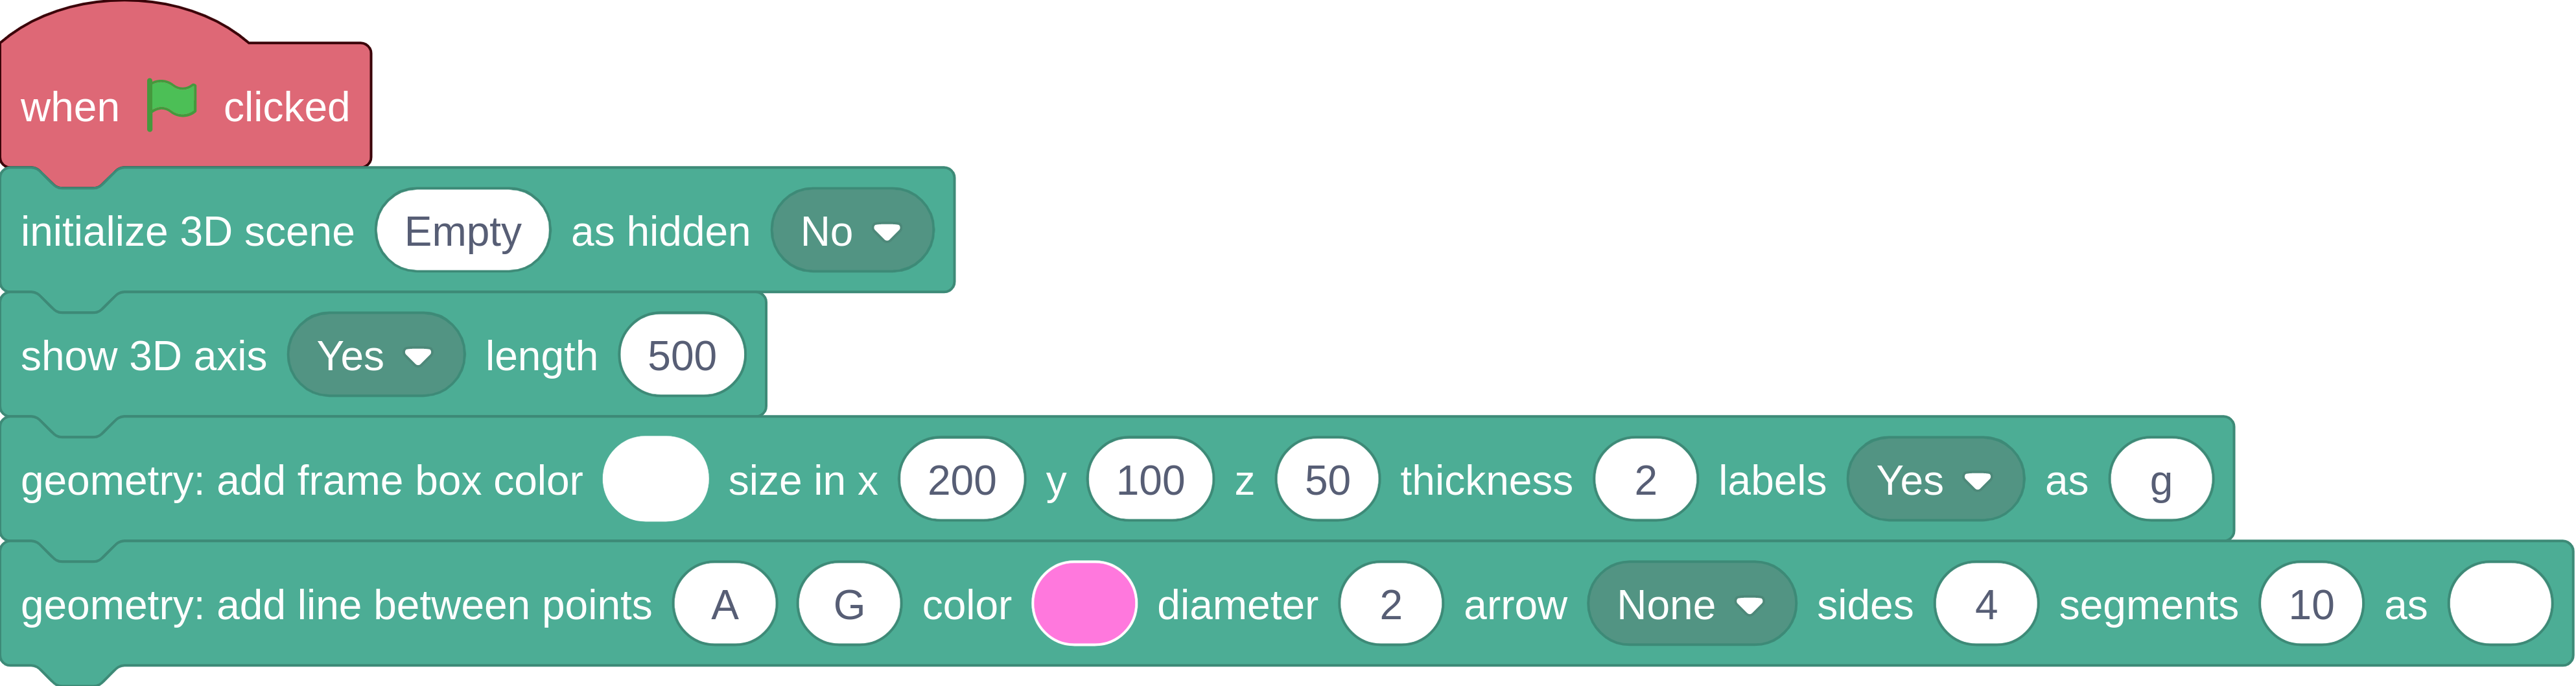 when clicked
initialize 3D scene Empty as hidden No
show 3D axis Yes length 500
geometry: add frame box color size in x 200 y 100 z 50 thickness 2 labels Yes as g
geometry: add line between points A G color diameter 2 arrow None sides 4 segments 10 as